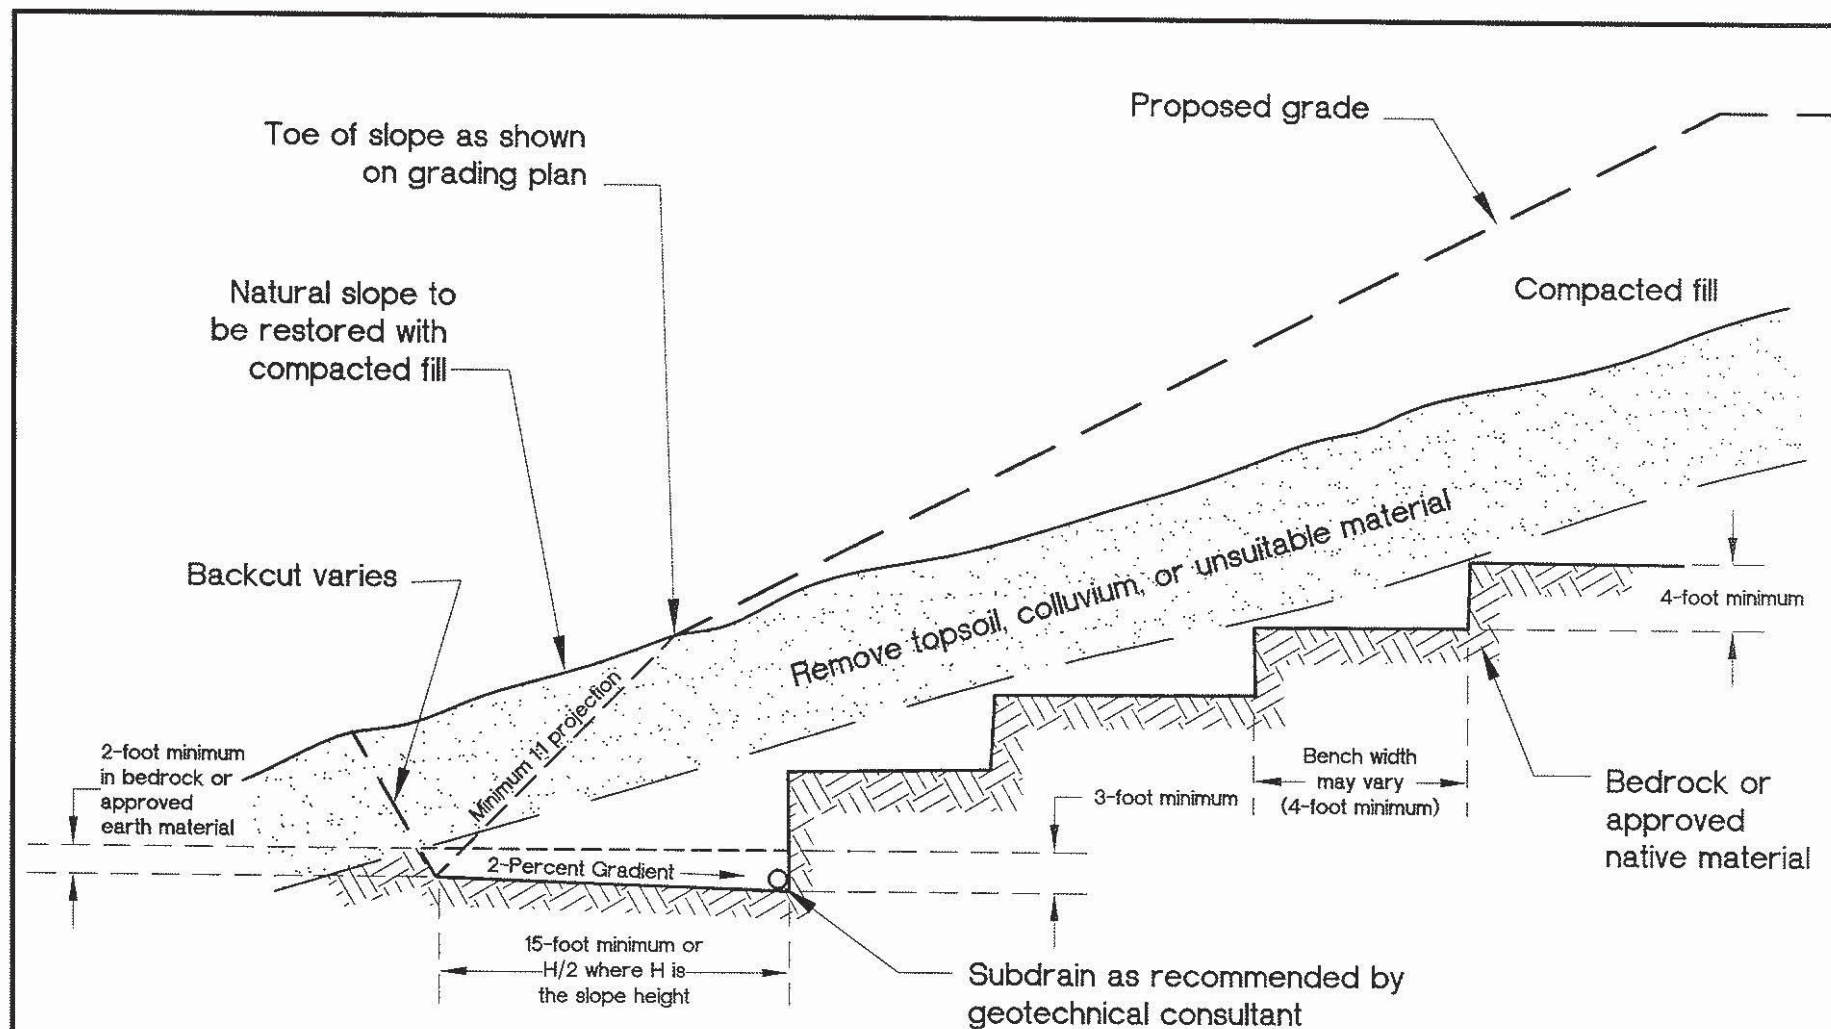 Proposed grade
Toe of slope as shown
on grading plan
Natural slope to
be restored with
compacted fill
Compacted fill
Backcut varies
Remove topsoil, colluvium, or unsuitable material
4-foot minimum
Minimum 1:1 projection
2-foot minimum
in bedrock or
approved
earth material
3-foot minimum
Bench width
may vary
(4-foot minimum)
Bedrock or
approved
native material
2-Percent Gradient
15-foot minimum or
H/2 where H is
the slope height
Subdrain as recommended by
geotechnical consultant